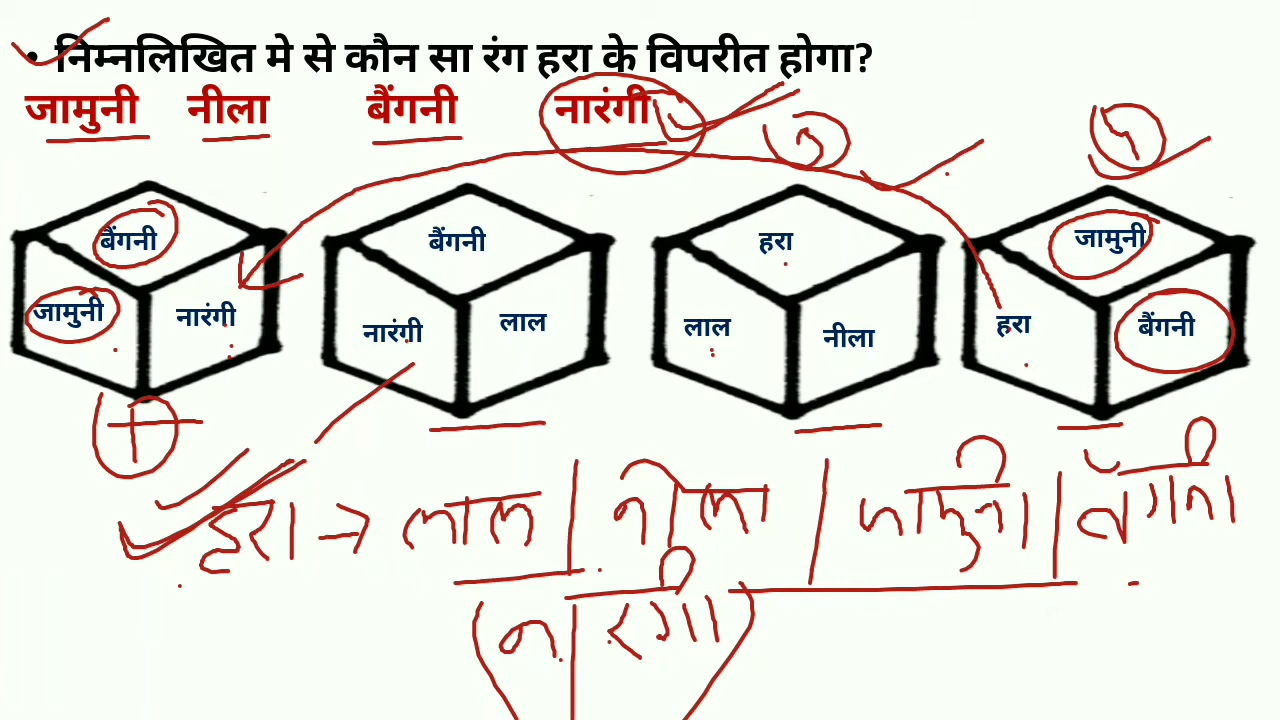 • निम्नलिखित मे से कौन सा रंग हरा के विपरीत होगा?
जामुनी नीला बैंगनी नारंगी
बैंगनी बैंगनी हरा जामुनी
जामुनी नारंगी नारंगी लाल लाल नीला हरा बैंगनी
हरा → लाल | नीला | जामुनी | बैंगनी
नारंगी